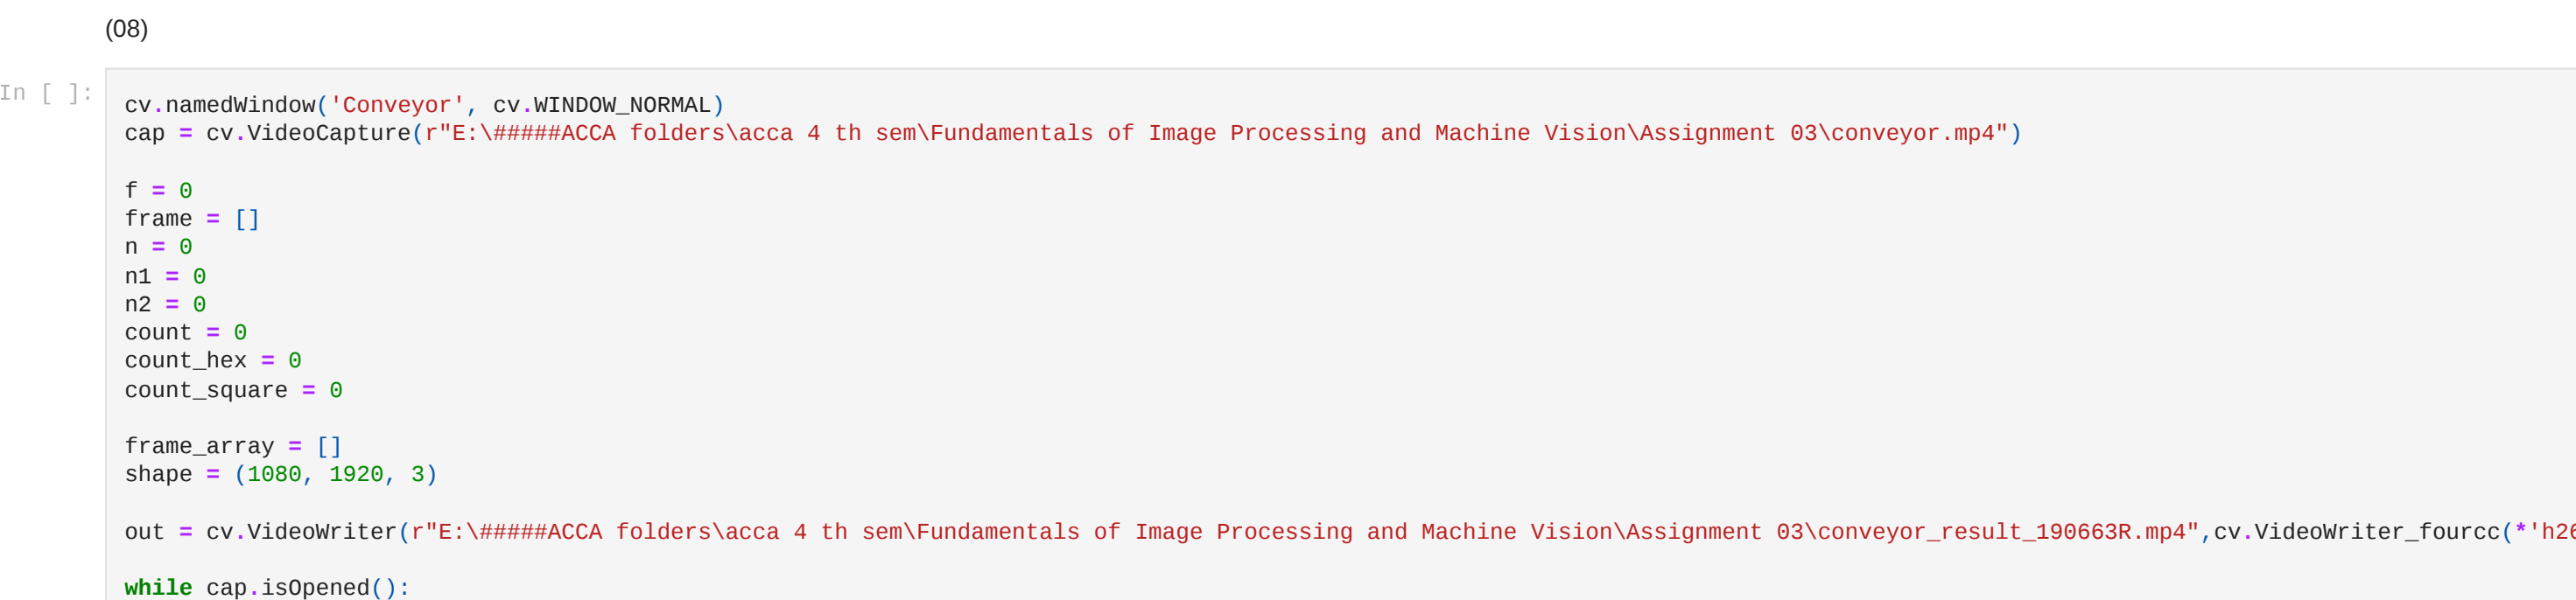 (08)
In [ ]:
cv.namedWindow('Conveyor', cv.WINDOW_NORMAL)
cap = cv.VideoCapture(r"E:\#####ACCA folders\acca 4 th sem\Fundamentals of Image Processing and Machine Vision\Assignment 03\conveyor.mp4")
f = 0
frame = []
n = 0
n1 = 0
n2 = 0
count = 0
count_hex = 0
count_square = 0
frame_array = []
shape = (1080, 1920, 3)
out = cv.VideoWriter(r"E:\#####ACCA folders\acca 4 th sem\Fundamentals of Image Processing and Machine Vision\Assignment 03\conveyor_result_190663R.mp4",cv.VideoWriter_fourcc(*'h26
while cap.isOpened():